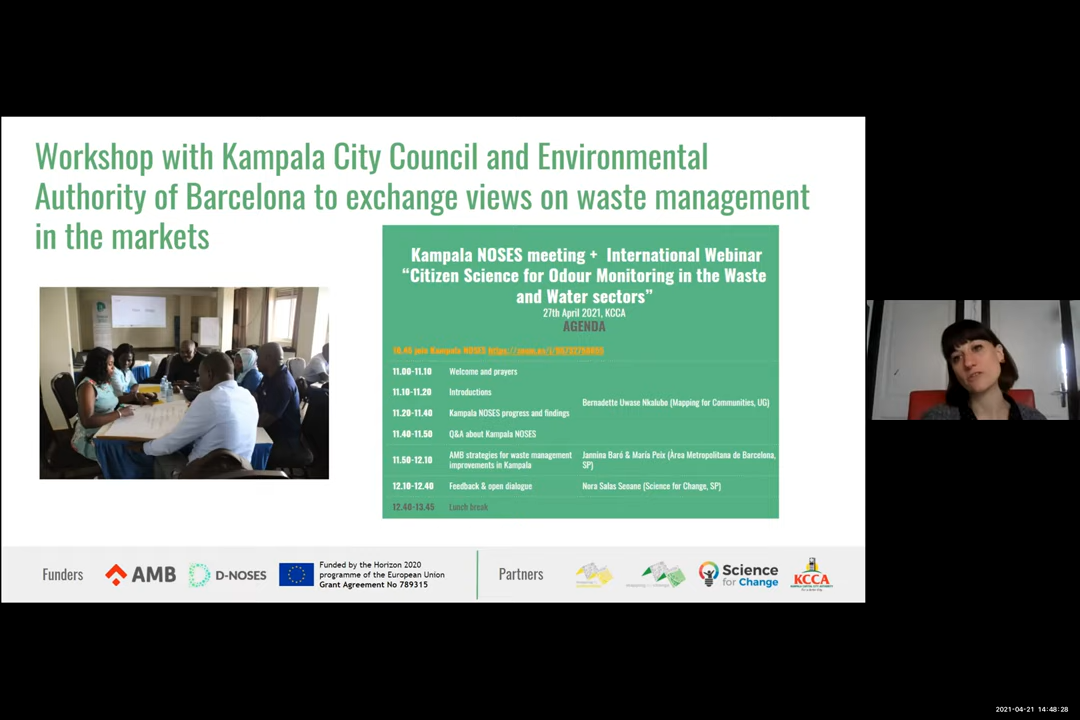 Workshop with Kampala City Council and Environmental
Authority of Barcelona to exchange views on waste management
in the markets
Kampala NOSES meeting + International Webinar
“Citizen Science for Odour Monitoring in the Waste
and Water sectors”
27th April 2021, KCCA
AGENDA
10.45 join Kampala NOSES
11.00-11.10 Welcome and prayers
11.10-11.20 Introductions
Bernadette Uwase Nkalubo (Mapping for Communities, UG)
11.20-11.40 Kampala NOSES progress and findings
11.40-11.50 Q&A about Kampala NOSES
11.50-12.10 AMB strategies for waste management Jannina Baró & María Peix (Àrea Metropolitana de Barcelona,
improvements in Kampala SP)
12.10-12.40 Feedback & open dialogue Nora Salas Seoane (Science for Change, SP)
12.40-13.45 Lunch break
Funders
AMB
D-NOSES
Funded by the Horizon 2020
programme of the European Union
Grant Agreement No 789315
Partners
Science
for Change
KCCA
2021-04-21 14:48:28